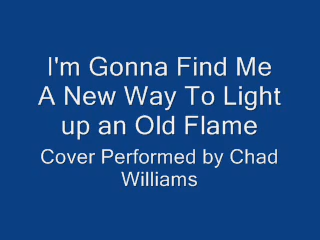 I'm Gonna Find Me
A New Way To Light
up an Old Flame
Cover Performed by Chad
Williams